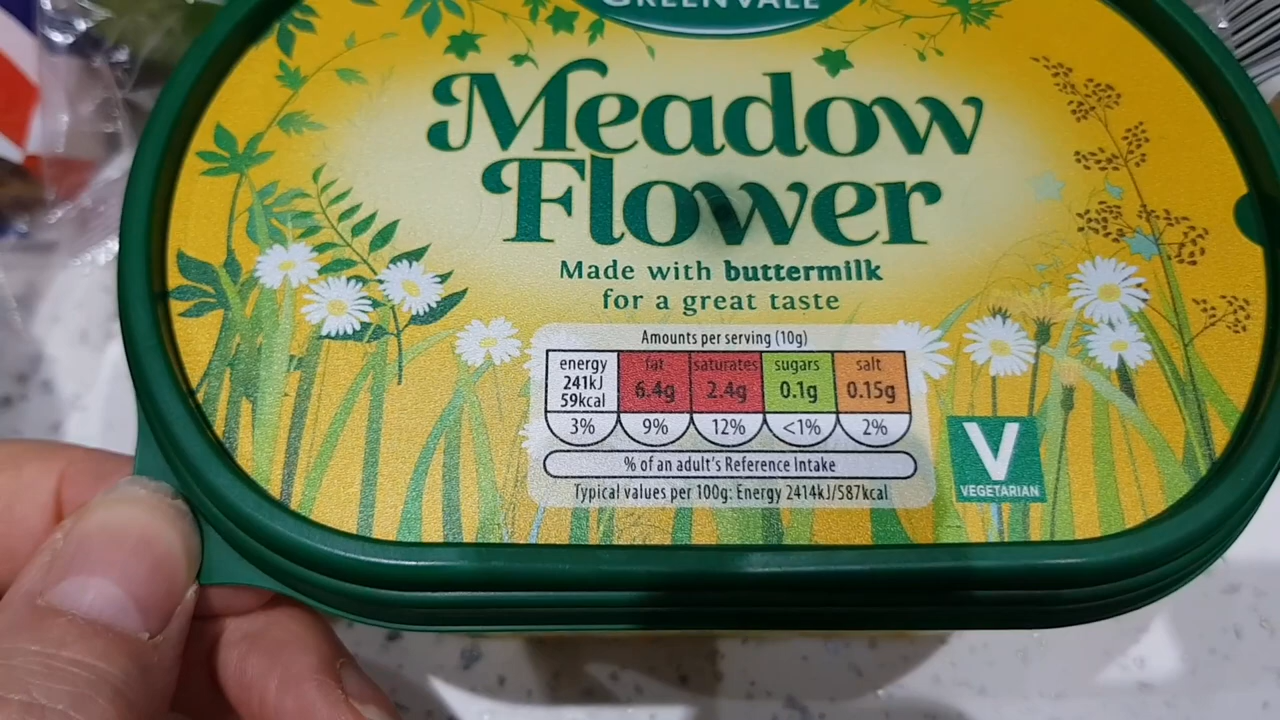 GREENVALE
Meadow
Flower
Made with buttermilk
for a great taste
Amounts per serving (10g)
energy fat saturates sugars salt
241kJ 59kcal 6.4g 2.4g 0.1g 0.15g
3% 9% 12% <1% 2%
% of an adult's Reference Intake
Typical values per 100g: Energy 2414kJ/587kcal
V
VEGETARIAN